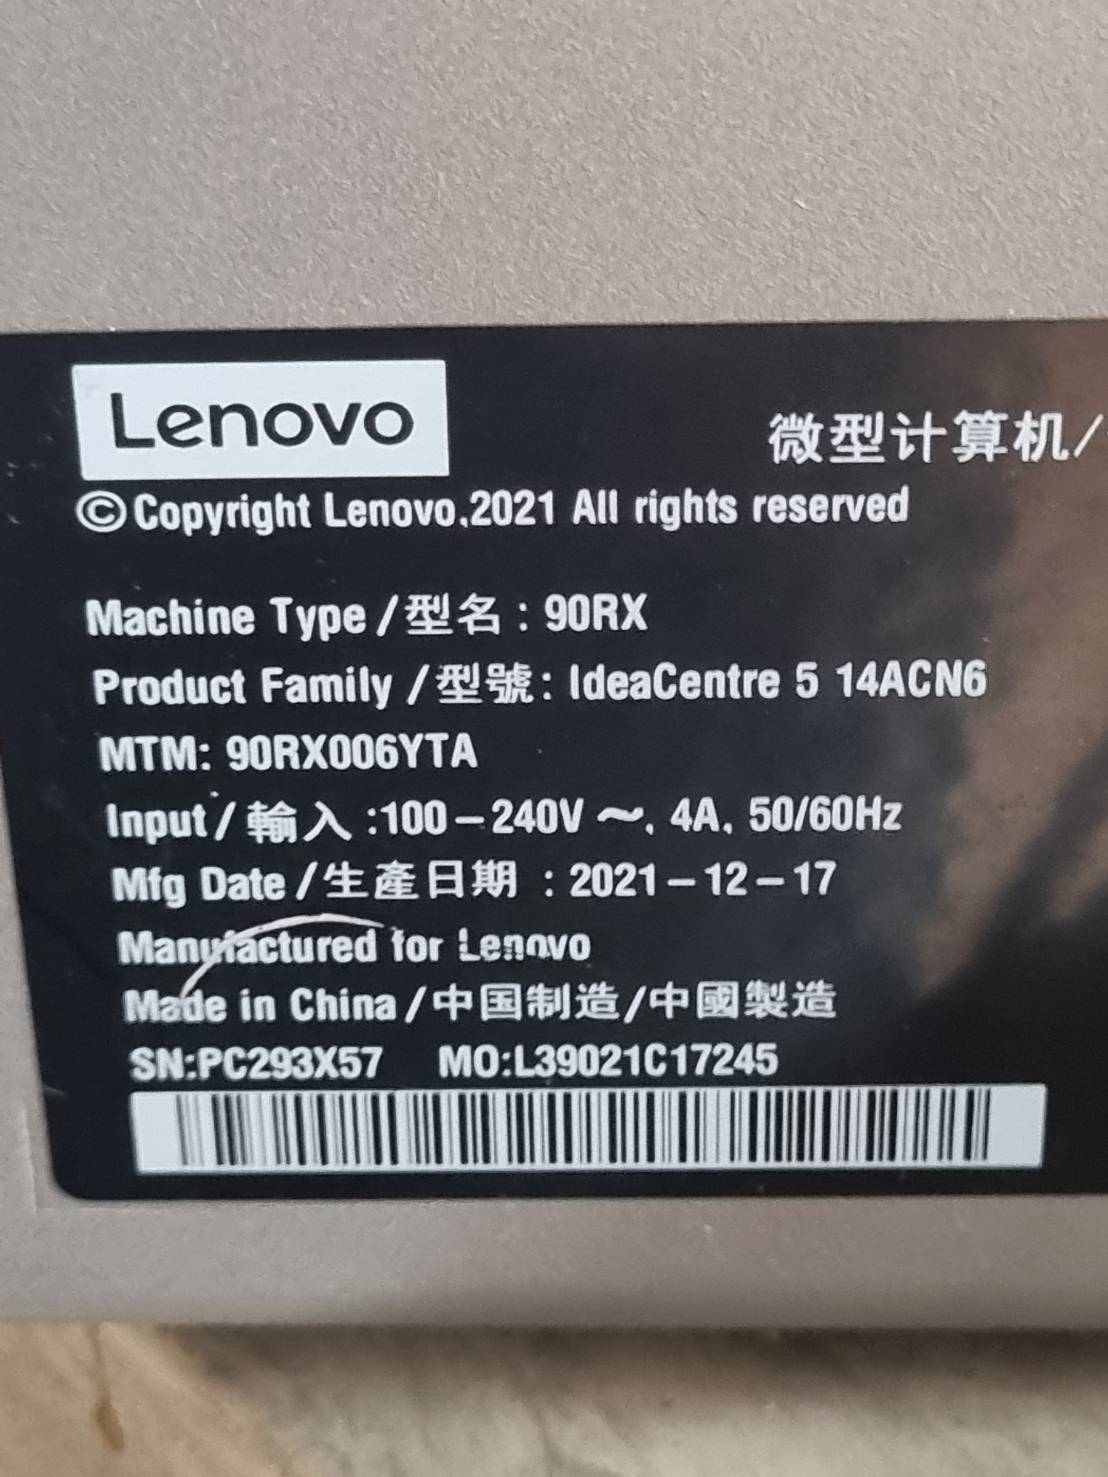 Lenovo
微型计算机/
©Copyright Lenovo,2021 All rights reserved
Machine Type/型名: 90RX
Product Family/型號: IdeaCentre 5 14ACN6
MTM: 90RX006YTA
Input/輸入:100-240V～, 4A, 50/60Hz
Mfg Date/生產日期 : 2021-12-17
Manufactured for Lenovo
Made in China/中国制造/中國製造
SN:PC293X57 MO:L39021C17245